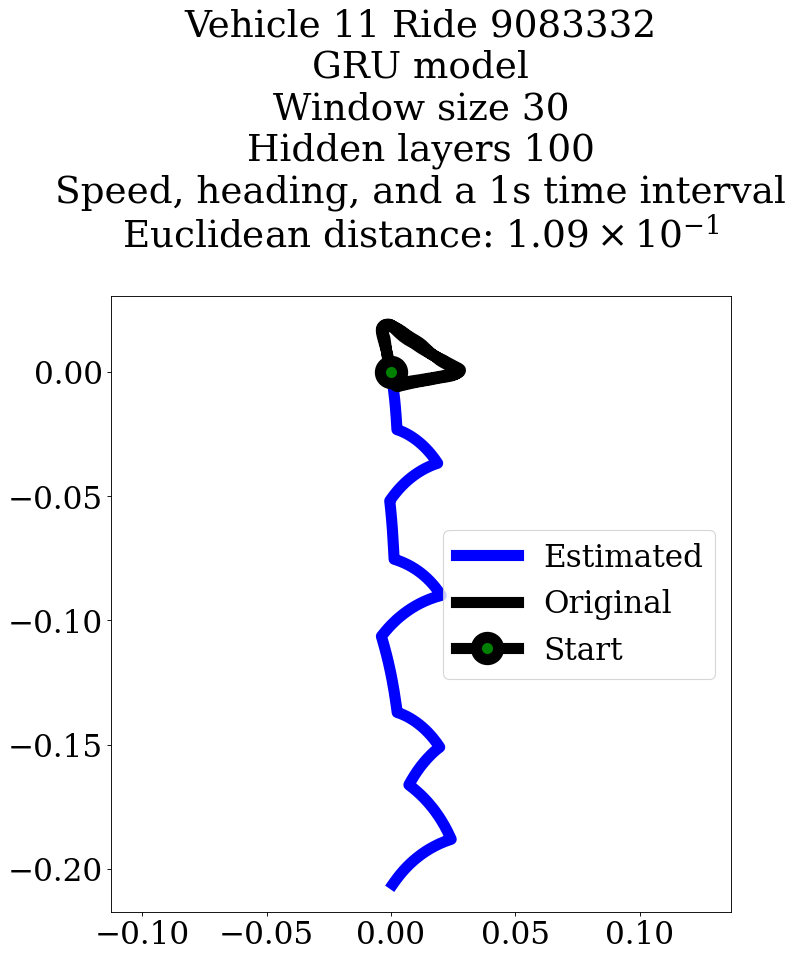 Vehicle 11 Ride 9083332
GRU model
Window size 30
Hidden layers 100
Speed, heading, and a 1s time interval
Euclidean distance: 1.09 × 10⁻¹
0.00
−0.05
−0.10
−0.15
−0.20
Estimated
Original
Start
−0.10 −0.05 0.00 0.05 0.10